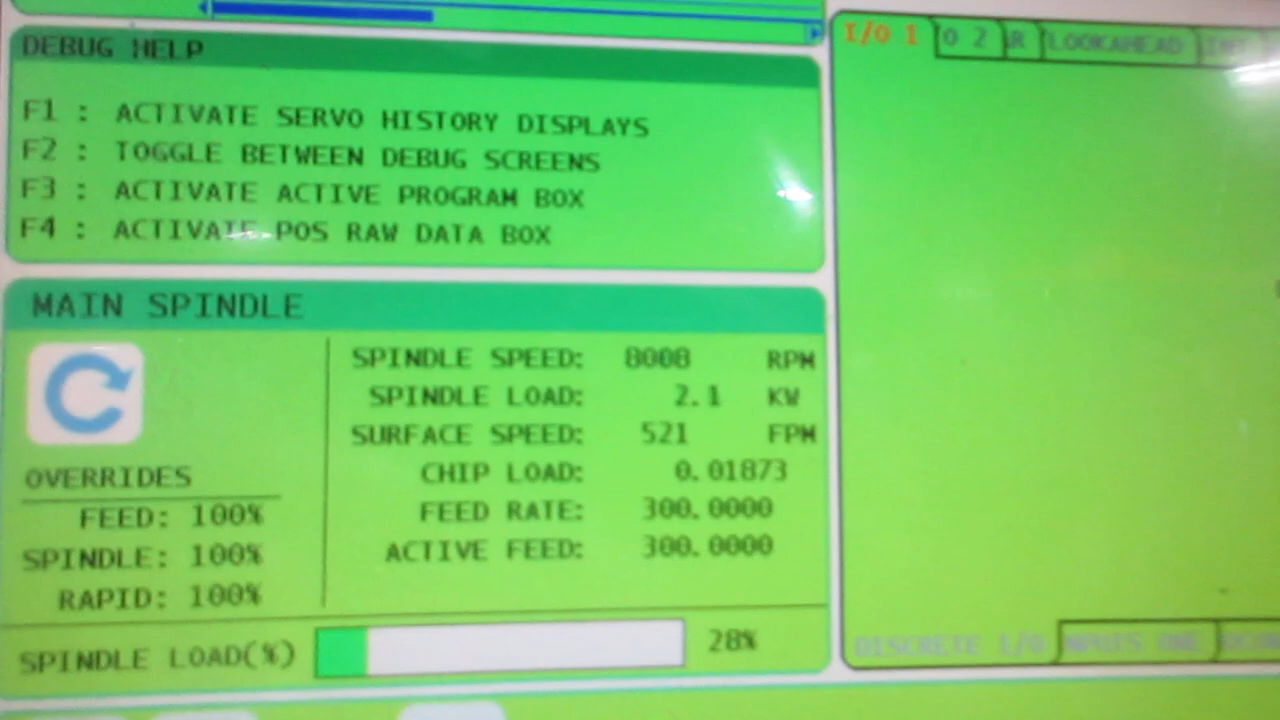 DEBUG HELP
F1 : ACTIVATE SERVO HISTORY DISPLAYS
F2 : TOGGLE BETWEEN DEBUG SCREENS
F3 : ACTIVATE ACTIVE PROGRAM BOX
F4 : ACTIVATE POS RAW DATA BOX
MAIN SPINDLE
SPINDLE SPEED: 8008 RPM
SPINDLE LOAD: 2.1 KW
SURFACE SPEED: 521 FPM
CHIP LOAD: 0.01873
FEED RATE: 300.0000
ACTIVE FEED: 300.0000
OVERRIDES
FEED: 100%
SPINDLE: 100%
RAPID: 100%
SPINDLE LOAD(%) 28%
I/O 1 O 2 R LOOKAHEAD
DISCRETE I/O NPUTS ONE